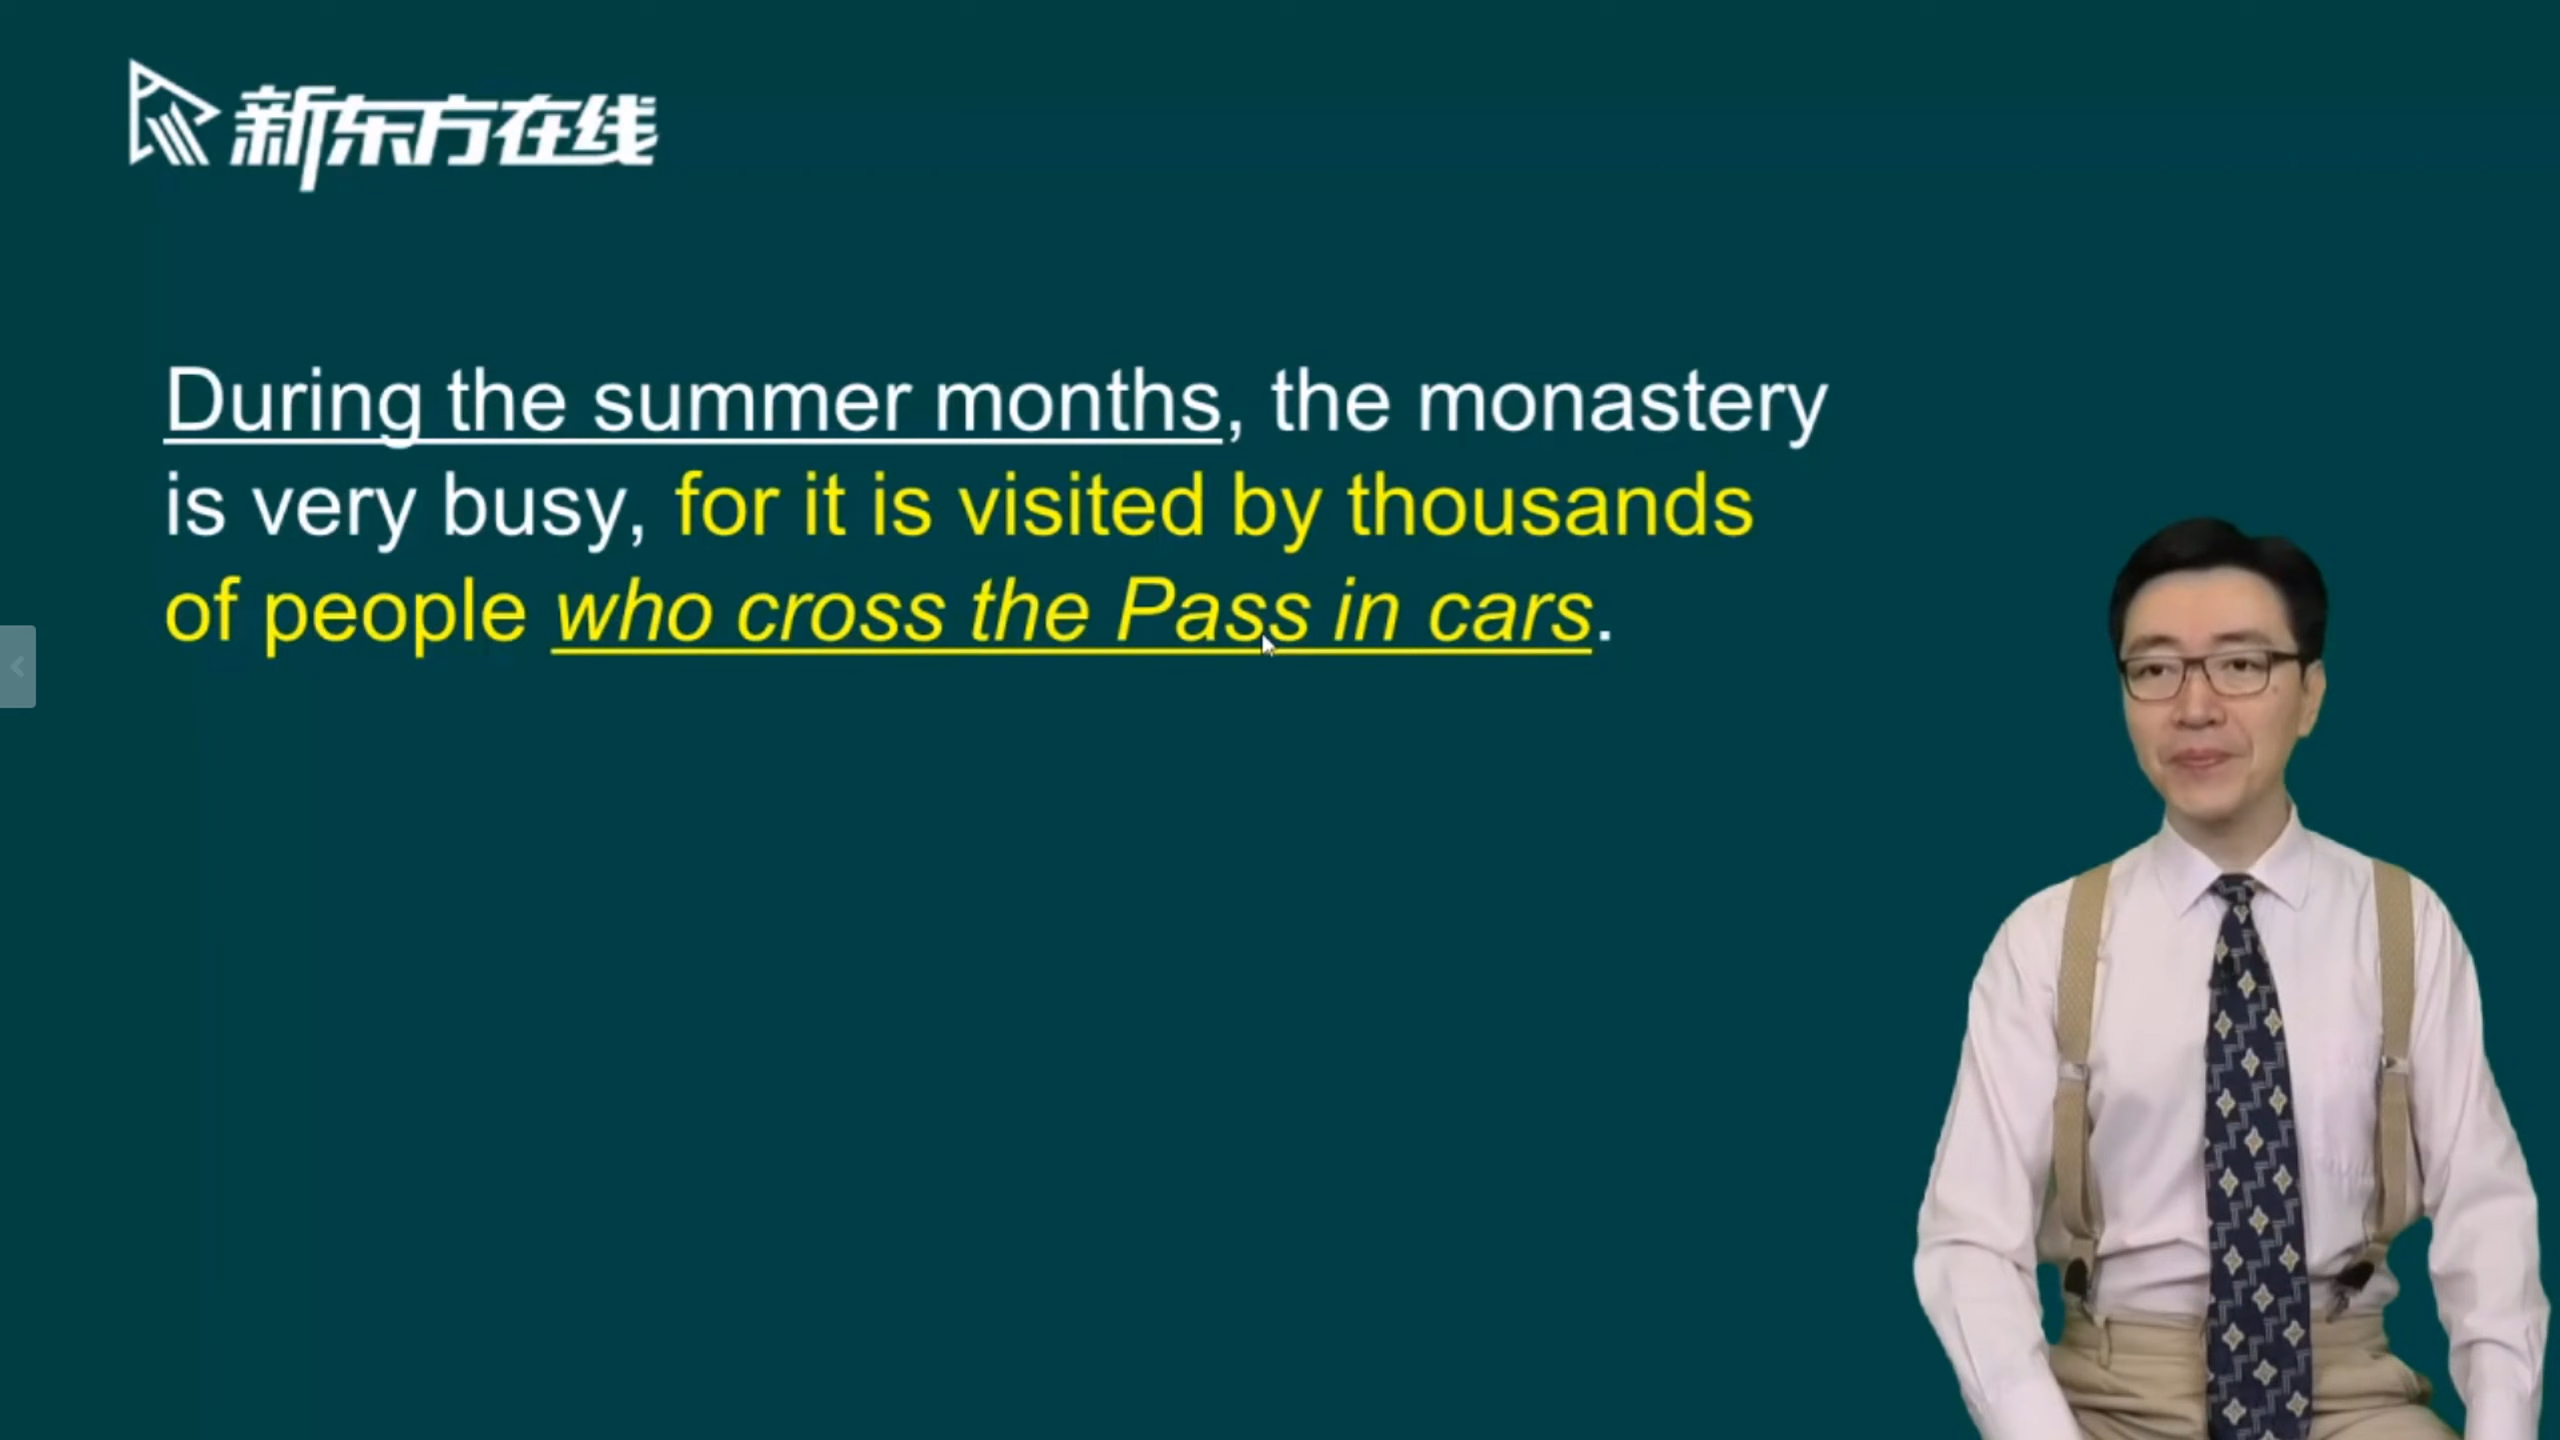 新东方在线
During the summer months, the monastery
is very busy, for it is visited by thousands
of people who cross the Pass in cars.